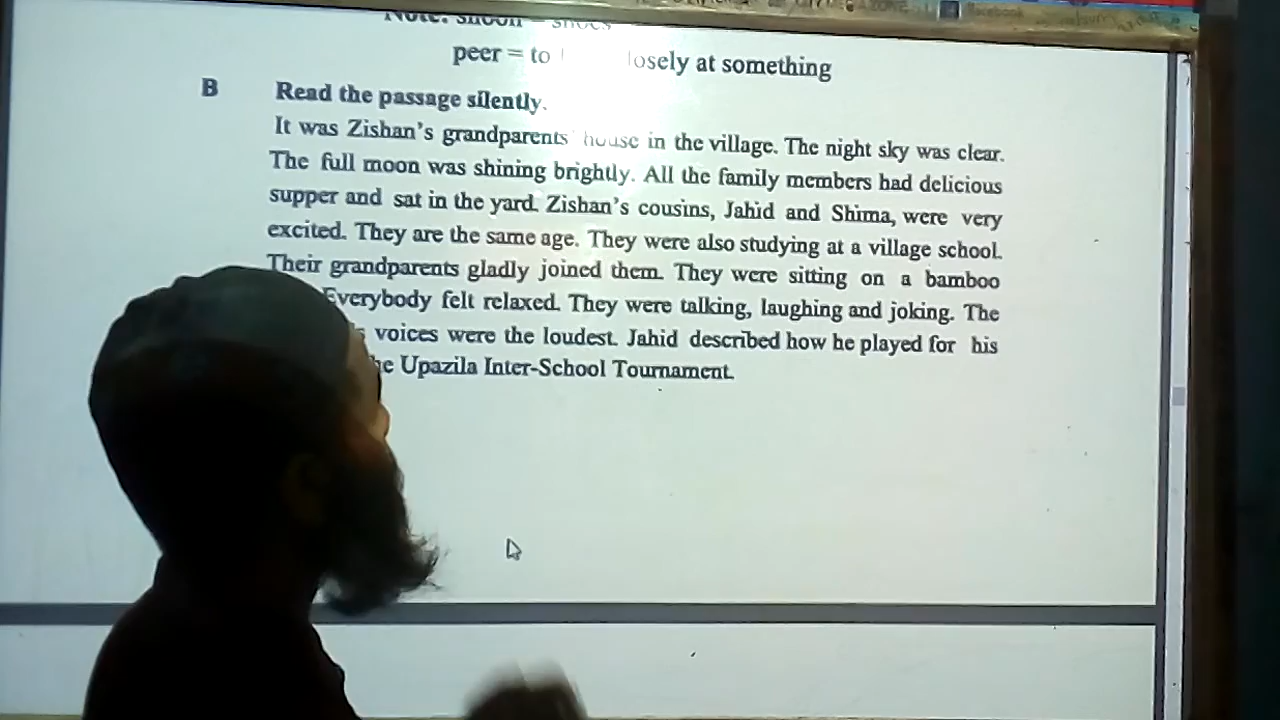 Note: shoon = shoes
peer = to losely at something
B Read the passage silently.
It was Zishan's grandparents' house in the village. The night sky was clear.
The full moon was shining brightly. All the family members had delicious
supper and sat in the yard. Zishan's cousins, Jahid and Shima, were very
excited. They are the same age. They were also studying at a village school.
Their grandparents gladly joined them. They were sitting on a bamboo
Everybody felt relaxed. They were talking, laughing and joking. The
voices were the loudest. Jahid described how he played for his
he Upazila Inter-School Tournament.